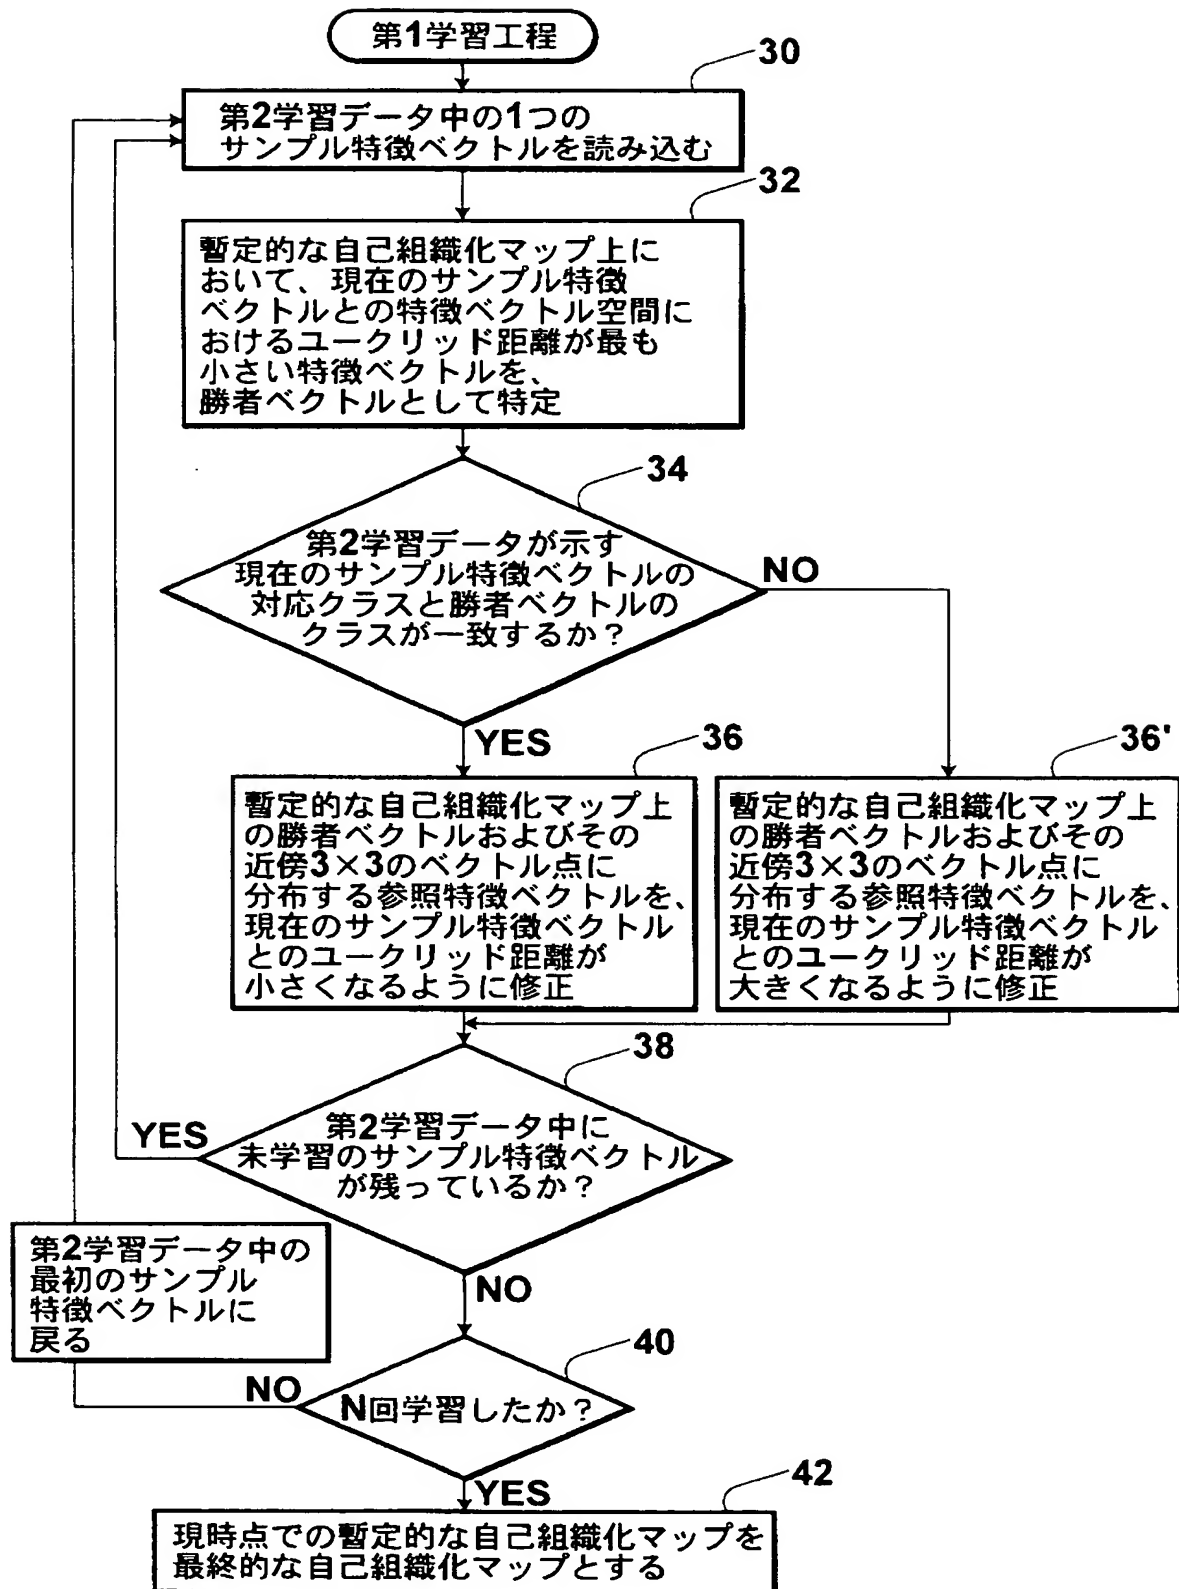 第1学習工程
30
第2学習データ中の1つの
サンプル特徴ベクトルを読み込む
32
暫定的な自己組織化マップ上に
おいて、現在のサンプル特徴
ベクトルとの特徴ベクトル空間に
おけるユークリッド距離が最も
小さい特徴ベクトルを、
勝者ベクトルとして特定
34
第2学習データが示す
現在のサンプル特徴ベクトルの
対応クラスと勝者ベクトルの
クラスが一致するか？
NO
YES
36
36'
暫定的な自己組織化マップ上
の勝者ベクトルおよびその
近傍3×3のベクトル点に
分布する参照特徴ベクトルを、
現在のサンプル特徴ベクトル
とのユークリッド距離が
小さくなるように修正
暫定的な自己組織化マップ上
の勝者ベクトルおよびその
近傍3×3のベクトル点に
分布する参照特徴ベクトルを、
現在のサンプル特徴ベクトル
とのユークリッド距離が
大きくなるように修正
38
第2学習データ中に
未学習のサンプル特徴ベクトル
が残っているか？
YES
NO
第2学習データ中の
最初のサンプル
特徴ベクトルに
戻る
40
N回学習したか？
NO
YES
42
現時点での暫定的な自己組織化マップを
最終的な自己組織化マップとする